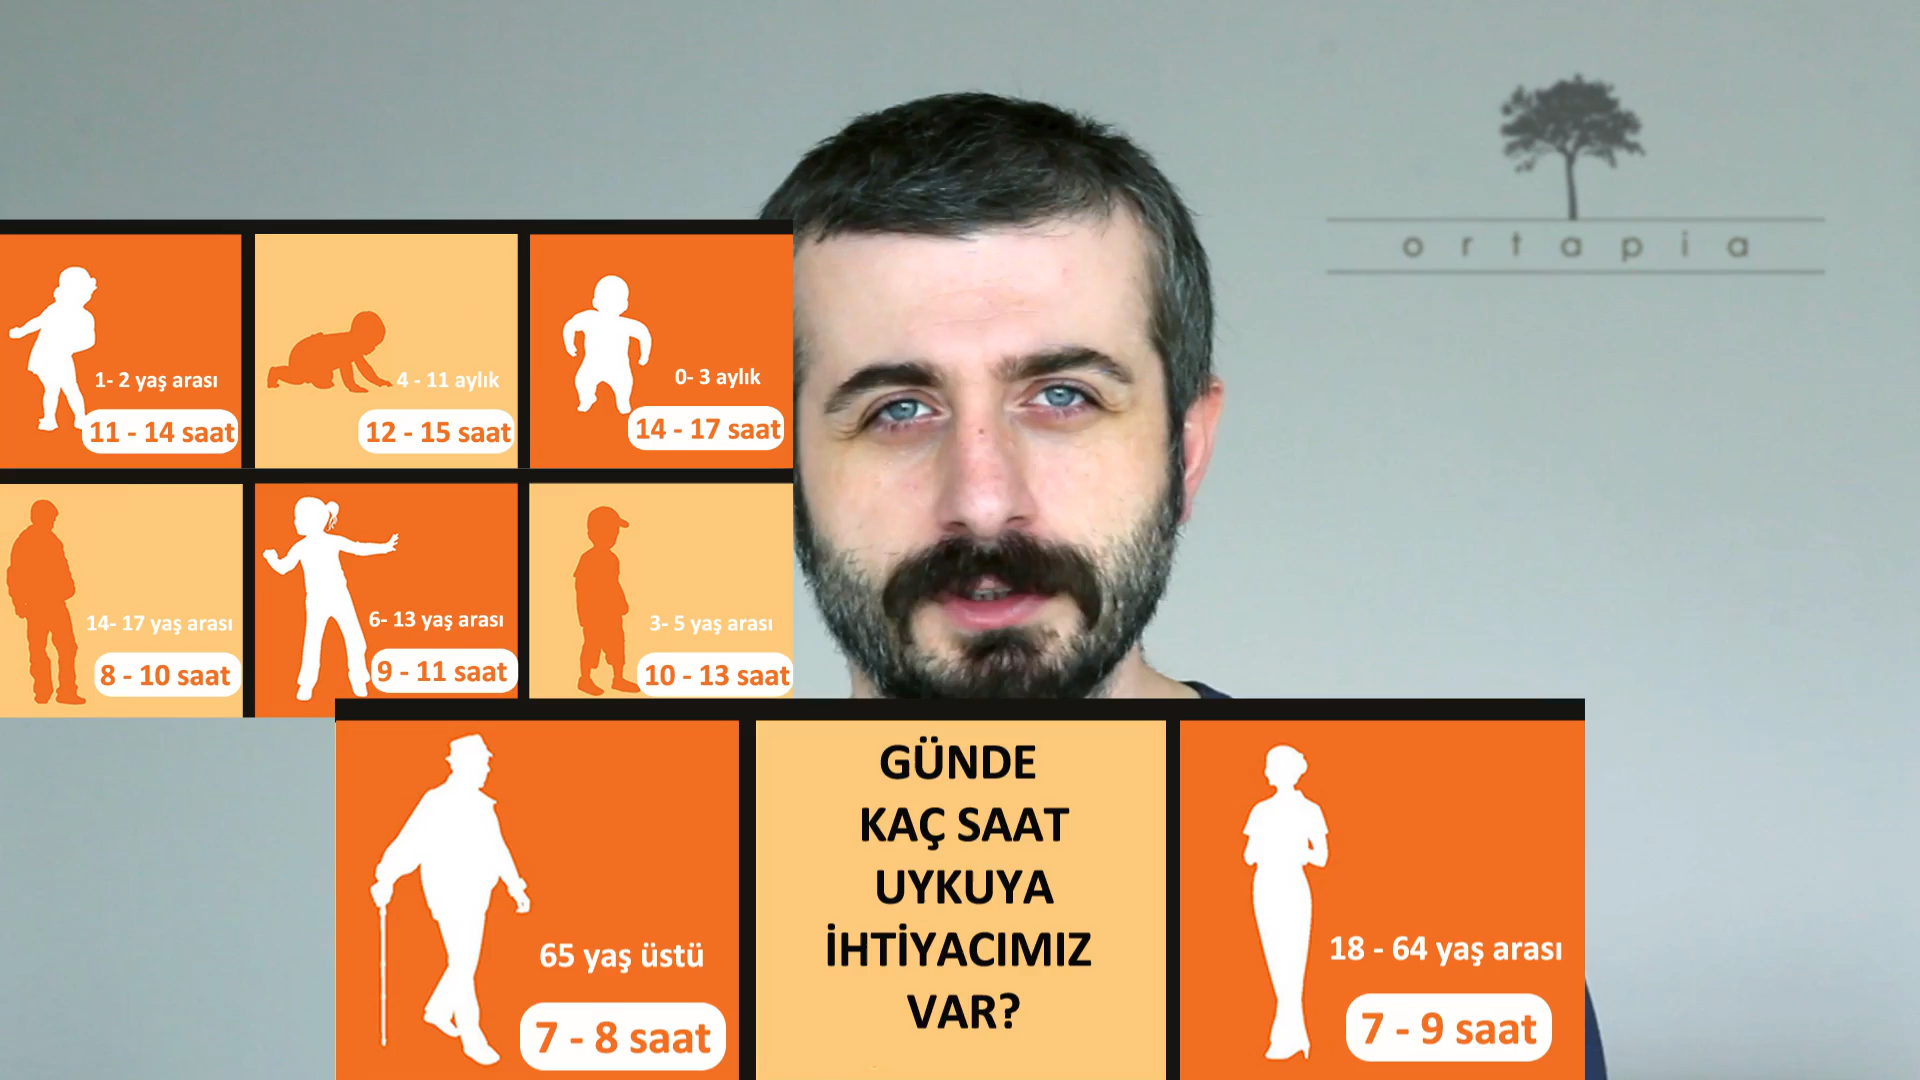 ortapia
1- 2 yaş arası
11 - 14 saat
4 - 11 aylık
12 - 15 saat
0- 3 aylık
14 - 17 saat
14- 17 yaş arası
8 - 10 saat
6- 13 yaş arası
9 - 11 saat
3- 5 yaş arası
10 - 13 saat
65 yaş üstü
7 - 8 saat
GÜNDE
KAÇ SAAT
UYKUYA
İHTİYACIMIZ
VAR?
18 - 64 yaş arası
7 - 9 saat